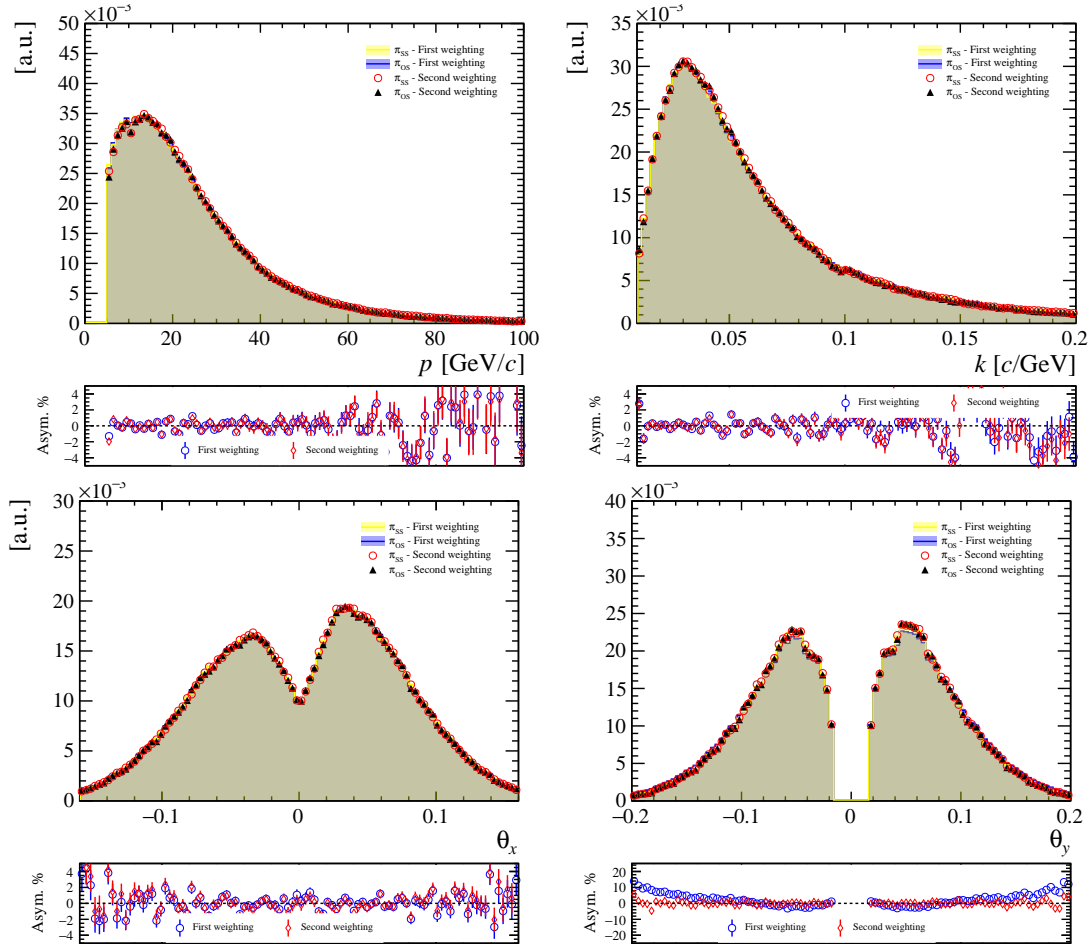 ×10⁻³
[a.u.]
50
45
40
35
30
25
20
15
10
5
0
π_SS - First weighting
π_OS - First weighting
π_SS - Second weighting
π_OS - Second weighting
0 20 40 60 80 100
p [GeV/c]
Asym. %
4
2
0
−2
−4
First weighting Second weighting
×10⁻³
[a.u.]
35
30
25
20
15
10
5
0
π_SS - First weighting
π_OS - First weighting
π_SS - Second weighting
π_OS - Second weighting
0.05 0.1 0.15 0.2
k [c/GeV]
Asym. %
4
2
0
−2
−4
First weighting Second weighting
×10⁻³
[a.u.]
30
25
20
15
10
5
0
π_SS - First weighting
π_OS - First weighting
π_SS - Second weighting
π_OS - Second weighting
−0.1 0 0.1
θ_x
Asym. %
4
2
0
−2
−4
First weighting Second weighting
×10⁻³
40
35
30
25
20
15
10
5
0
π_SS - First weighting
π_OS - First weighting
π_SS - Second weighting
π_OS - Second weighting
−0.2 −0.1 0 0.1 0.2
θ_y
Asym. %
20
10
0
−10
−20
First weighting Second weighting